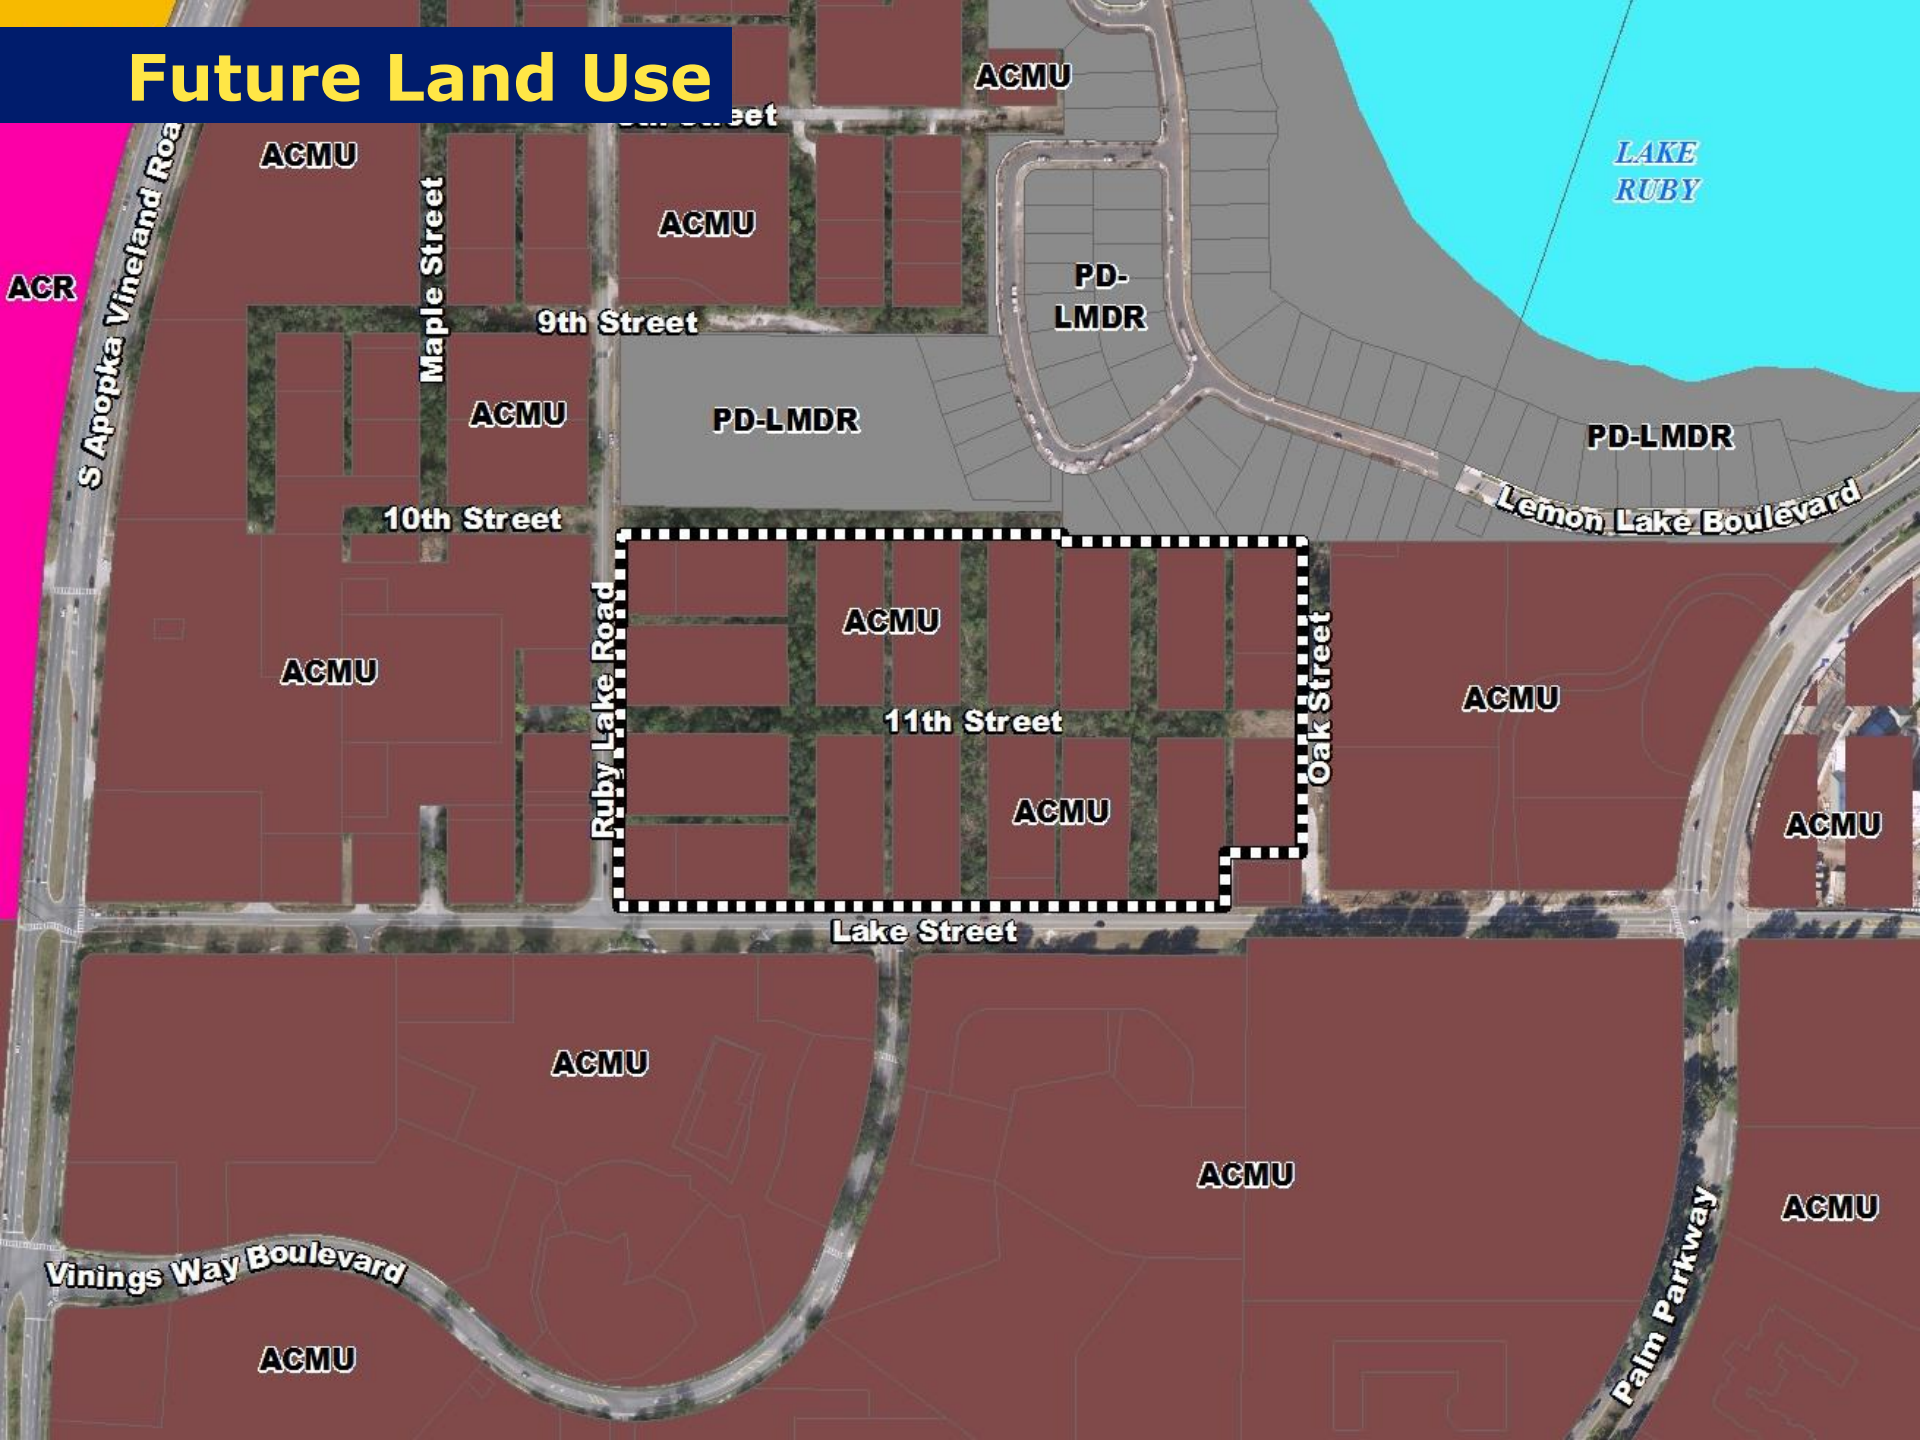 Future Land Use
ACMU
eet
ACMU
LAKE
RUBY
S Apopka Vineland Roa
Maple Street
ACMU
ACR
PD-
LMDR
9th Street
ACMU
PD-LMDR
PD-LMDR
10th Street
Lemon Lake Boulevard
Ruby Lake Road
ACMU
Oak Street
ACMU
ACMU
11th Street
ACMU
ACMU
Lake Street
ACMU
ACMU
ACMU
Palm Parkway
Vinings Way Boulevard
ACMU